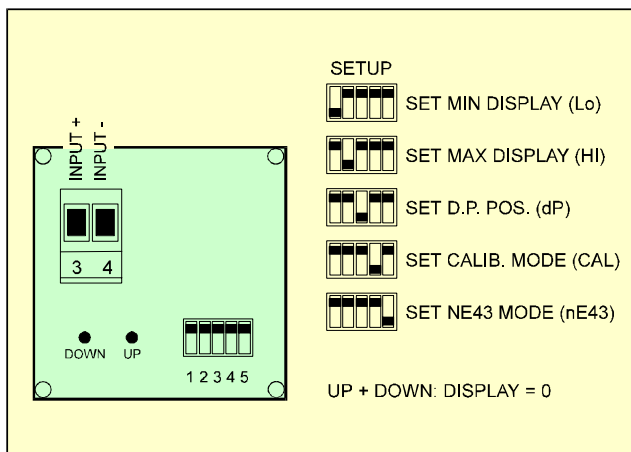 SETUP
SET MIN DISPLAY (Lo)
SET MAX DISPLAY (HI)
SET D.P. POS. (dP)
SET CALIB. MODE (CAL)
SET NE43 MODE (nE43)
UP + DOWN: DISPLAY = 0
INPUT +
INPUT -
3 4
DOWN UP
1 2 3 4 5